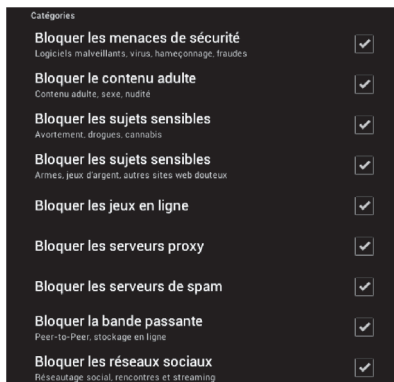 Catégories
Bloquer les menaces de sécurité
Logiciels malveillants, virus, hameçonnage, fraudes
Bloquer le contenu adulte
Contenu adulte, sexe, nudité
Bloquer les sujets sensibles
Avortement, drogues, cannabis
Bloquer les sujets sensibles
Armes, jeux d'argent, autres sites web douteux
Bloquer les jeux en ligne
Bloquer les serveurs proxy
Bloquer les serveurs de spam
Bloquer la bande passante
Peer-to-Peer, stockage en ligne
Bloquer les réseaux sociaux
Réseautage social, rencontres et streaming